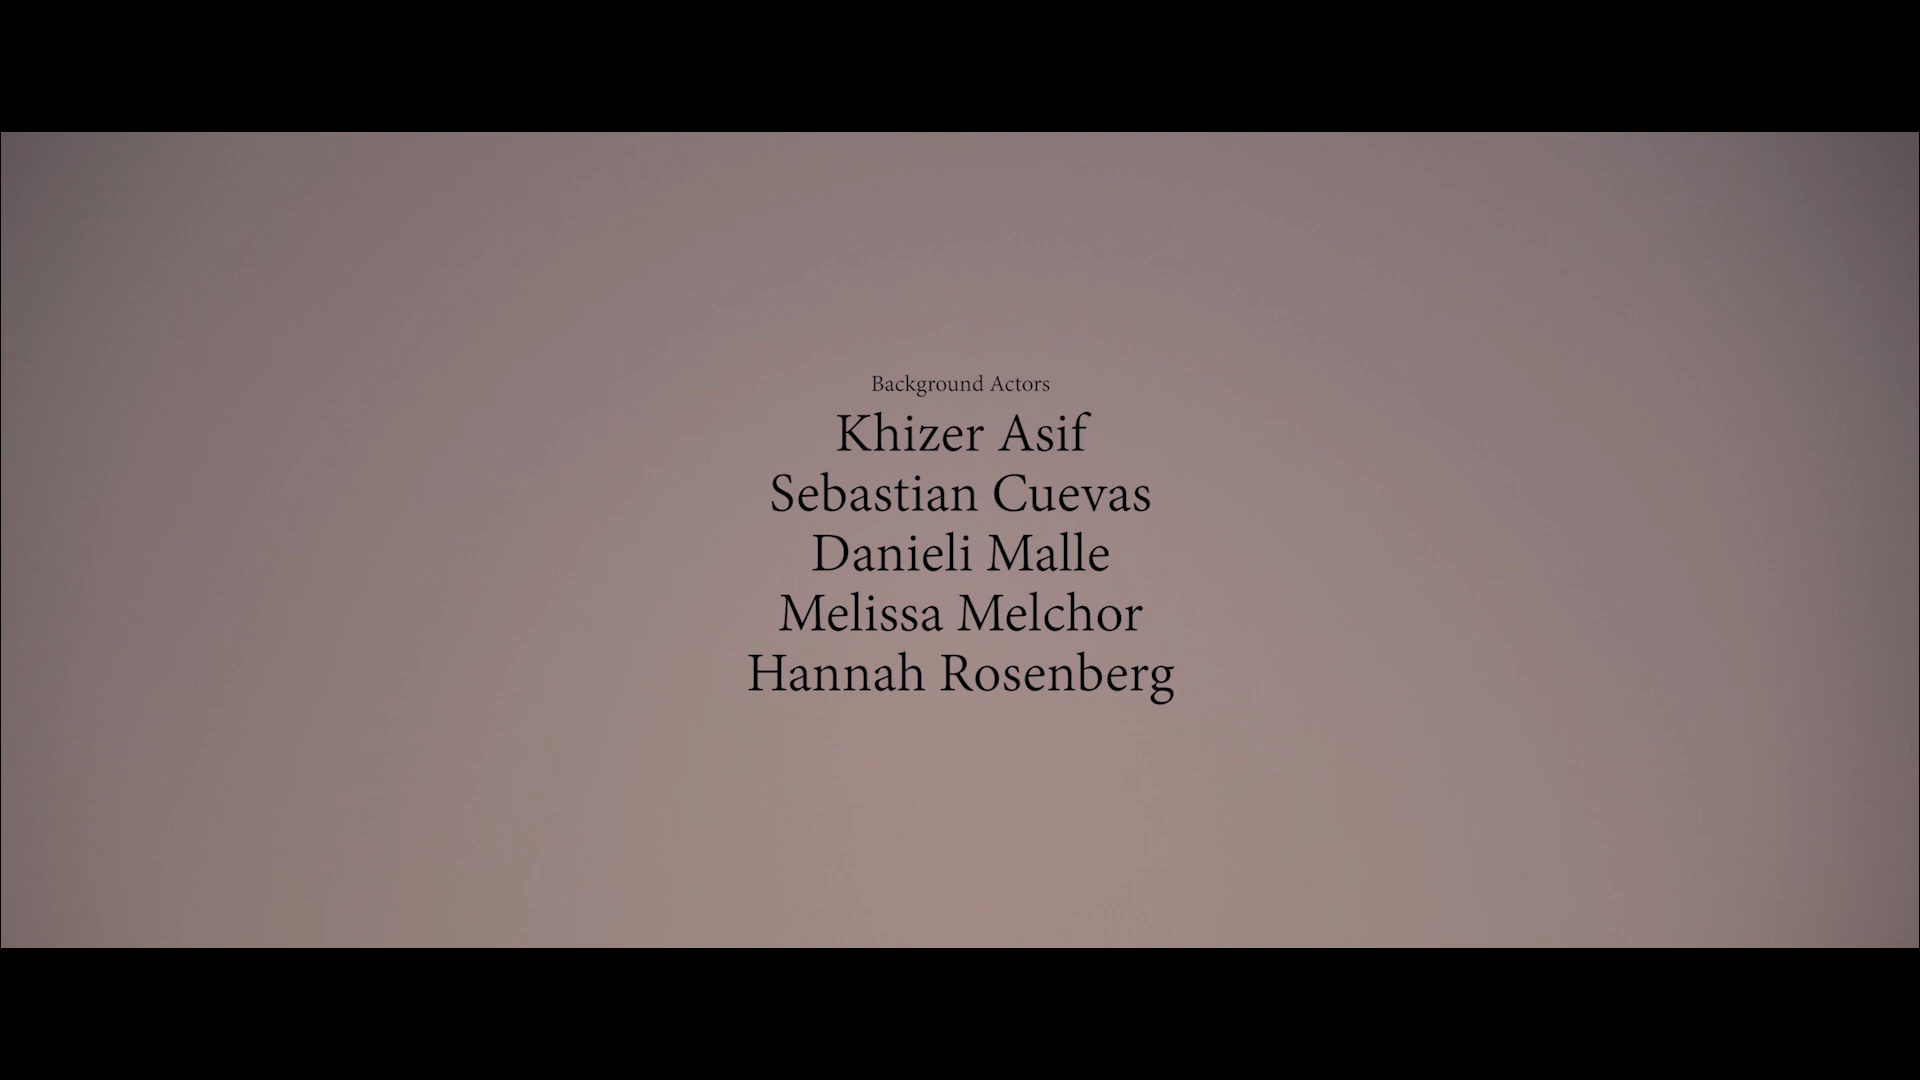 Background Actors
Khizer Asif
Sebastian Cuevas
Danieli Malle
Melissa Melchor
Hannah Rosenberg